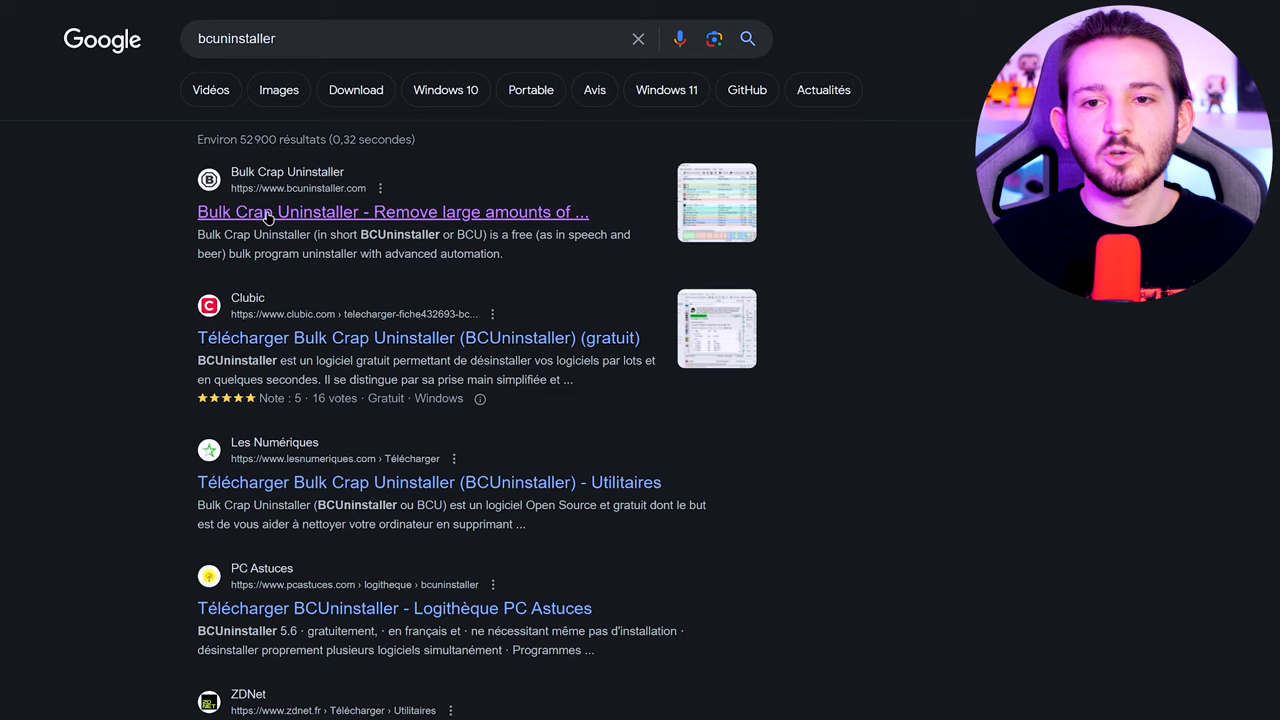 Google
bcuninstaller
Vidéos
Images
Download
Windows 10
Portable
Avis
Windows 11
GitHub
Actualités
Environ 52 900 résultats (0,32 secondes)
Bulk Crap Uninstaller
https://www.bcuninstaller.com
Bulk Crap Uninstaller - Remove large amounts of ...
Bulk Crap Uninstaller (in short BCUninstaller or BCU) is a free (as in speech and
beer) bulk program uninstaller with advanced automation.
Clubic
https://www.clubic.com › telecharger-fiche432693-bc...
Télécharger Bulk Crap Uninstaller (BCUninstaller) (gratuit)
BCUninstaller est un logiciel gratuit permettant de désinstaller vos logiciels par lots et
en quelques secondes. Il se distingue par sa prise main simplifiée et ...
Note : 5 · 16 votes · Gratuit · Windows
Les Numériques
https://www.lesnumeriques.com › Télécharger
Télécharger Bulk Crap Uninstaller (BCUninstaller) - Utilitaires
Bulk Crap Uninstaller (BCUninstaller ou BCU) est un logiciel Open Source et gratuit dont le but
est de vous aider à nettoyer votre ordinateur en supprimant ...
PC Astuces
https://www.pcastuces.com › logitheque › bcuninstaller
Télécharger BCUninstaller - Logithèque PC Astuces
BCUninstaller 5.6 · gratuitement, · en français et · ne nécessitant même pas d'installation ·
désinstaller proprement plusieurs logiciels simultanément · Programmes ...
ZDNet
https://www.zdnet.fr › Télécharger › Utilitaires